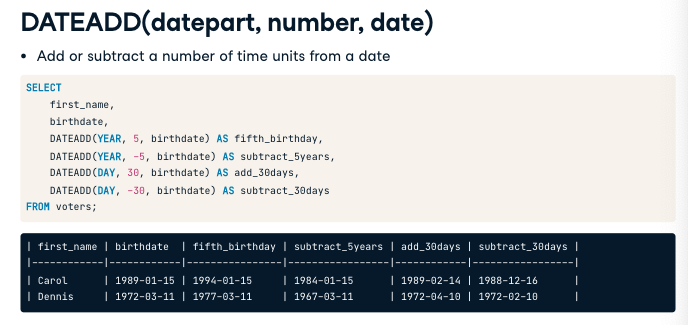 DATEADD(datepart, number, date)
• Add or subtract a number of time units from a date
SELECT
    first_name,
    birthdate,
    DATEADD(YEAR, 5, birthdate) AS fifth_birthday,
    DATEADD(YEAR, -5, birthdate) AS subtract_5years,
    DATEADD(DAY, 30, birthdate) AS add_30days,
    DATEADD(DAY, -30, birthdate) AS subtract_30days
FROM voters;
| first_name | birthdate  | fifth_birthday | subtract_5years | add_30days | subtract_30days |
|------------|------------|----------------|-----------------|------------|-----------------|
| Carol      | 1989-01-15 | 1994-01-15     | 1984-01-15      | 1989-02-14 | 1988-12-16      |
| Dennis     | 1972-03-11 | 1977-03-11     | 1967-03-11      | 1972-04-10 | 1972-02-10      |